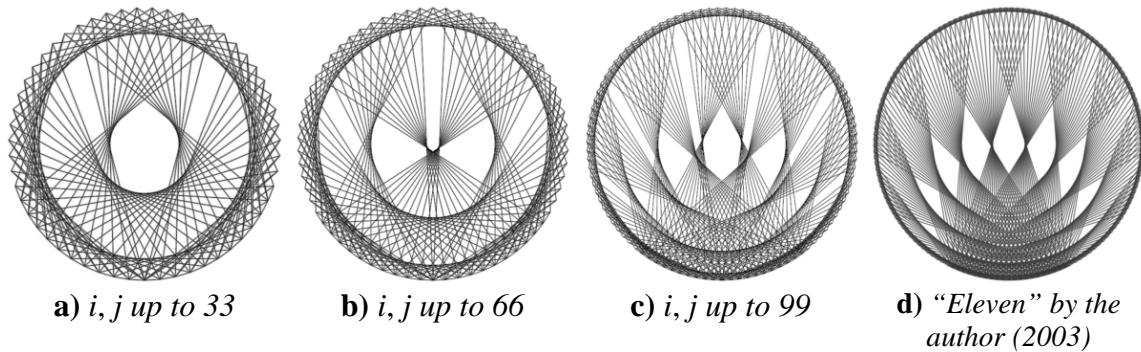 a) i, j up to 33
b) i, j up to 66
c) i, j up to 99
d) “Eleven” by the
author (2003)